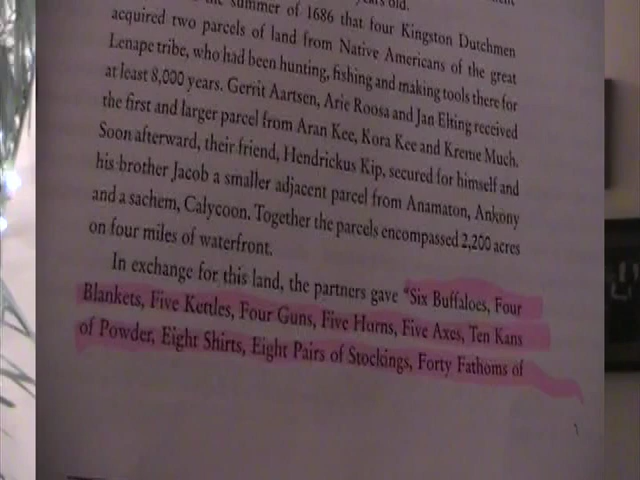 summer of 1686 that four Kingston Dutchmen
acquired two parcels of land from Native Americans of the great
Lenape tribe, who had been hunting, fishing and making tools there for
at least 8,000 years. Gerrit Aartsen, Arie Roosa and Jan Elting received
the first and larger parcel from Aran Kee, Kora Kee and Kreme Much.
Soon afterward, their friend, Hendrickus Kip, secured for himself and
his brother Jacob a smaller adjacent parcel from Anamaton, Ankony
and a sachem, Calycoon. Together the parcels encompassed 2,200 acres
on four miles of waterfront.
In exchange for this land, the partners gave "Six Buffaloes, Four
Blankets, Five Kettles, Four Guns, Five Horns, Five Axes, Ten Kans
of Powder, Eight Shirts, Eight Pairs of Stockings, Forty Fathoms of